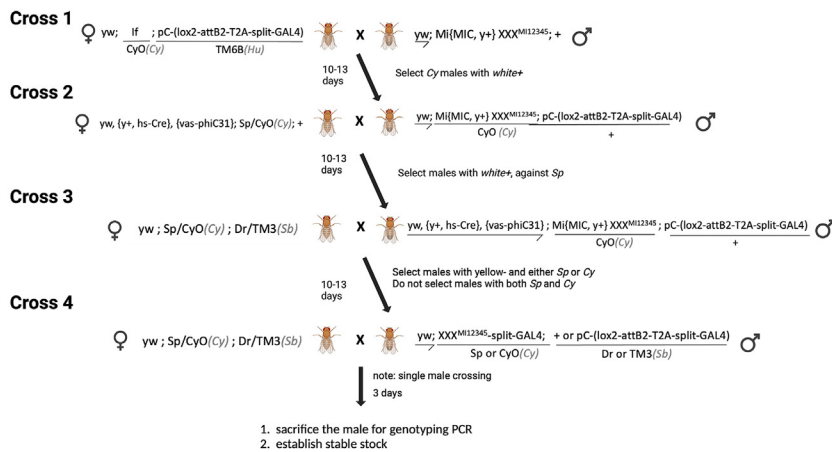 Cross 1
♀ yw; If ; pC-(lox2-attB2-T2A-split-GAL4) X yw; Mi{MIC, y+} XXXMI12345; + ♂
CyO(Cy) TM6B(Hu)
10-13
days
Select Cy males with white+
Cross 2
♀ yw, {y+, hs-Cre}, {vas-phiC31}; Sp/CyO(Cy); + X yw; Mi{MIC, y+} XXXMI12345; pC-(lox2-attB2-T2A-split-GAL4) ♂
CyO (Cy) +
10-13
days
Select males with white+, against Sp
Cross 3
♀ yw ; Sp/CyO(Cy) ; Dr/TM3(Sb) X yw, {y+, hs-Cre}, {vas-phiC31} ; Mi{MIC, y+} XXXMI12345 ; pC-(lox2-attB2-T2A-split-GAL4) ♂
CyO(Cy) +
10-13
days
Select males with yellow- and either Sp or Cy
Do not select males with both Sp and Cy
Cross 4
♀ yw ; Sp/CyO(Cy) ; Dr/TM3(Sb) X yw; XXXMI12345-split-GAL4; + or pC-(lox2-attB2-T2A-split-GAL4) ♂
Sp or CyO(Cy) Dr or TM3(Sb)
note: single male crossing
3 days
1. sacrifice the male for genotyping PCR
2. establish stable stock